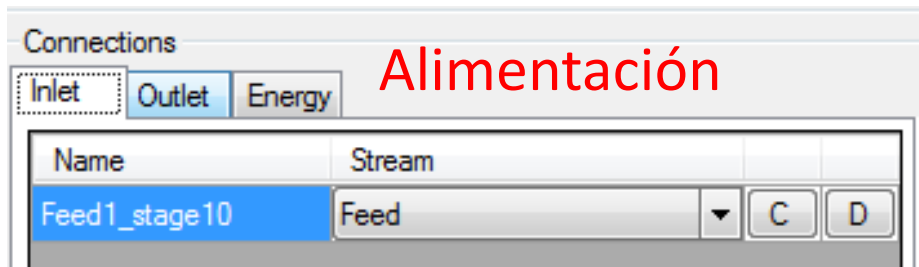 Connections
Alimentación
Inlet Outlet Energy
Name Stream
Feed1_stage10 Feed C D